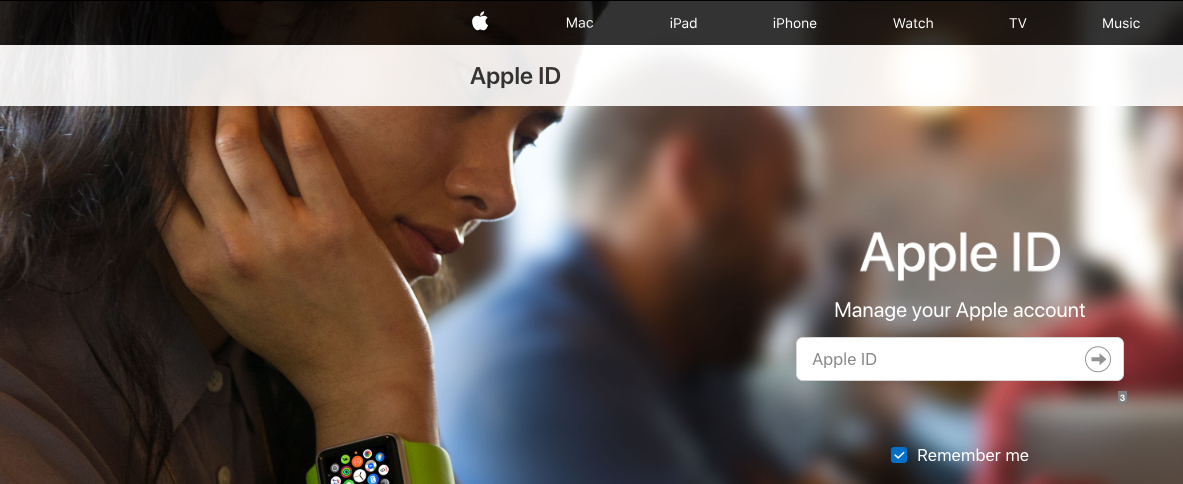 Mac iPad iPhone Watch TV Music
Apple ID
Apple ID
Manage your Apple account
Apple ID
3
Remember me